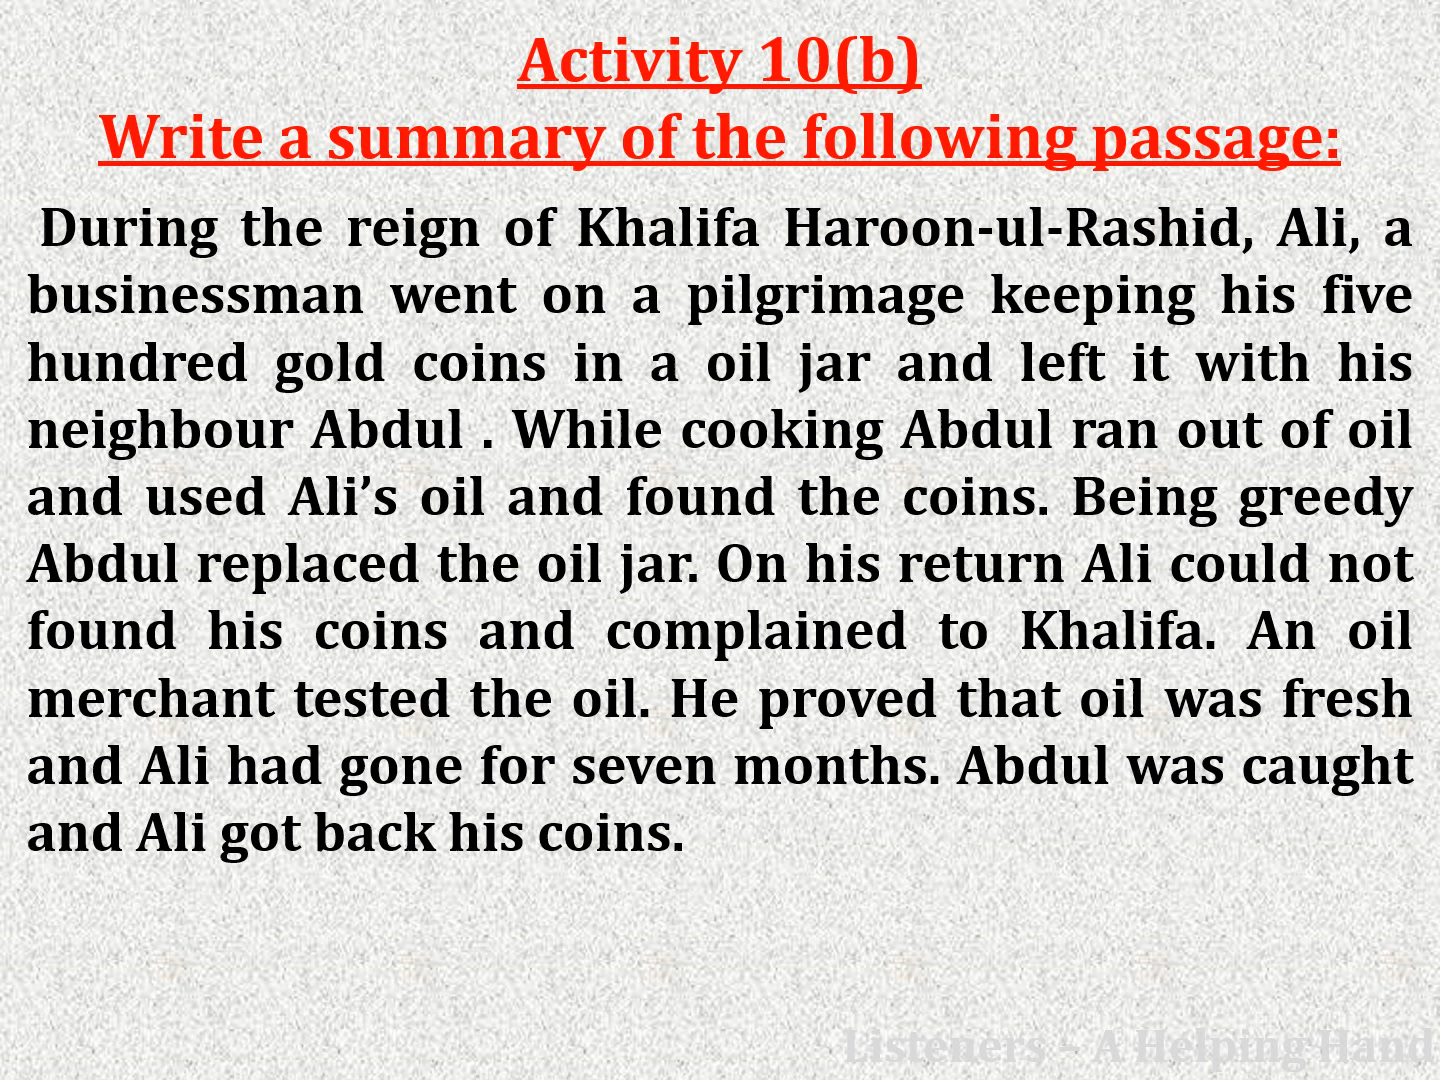 Activity 10(b)
Write a summary of the following passage:
During the reign of Khalifa Haroon-ul-Rashid, Ali, a
businessman went on a pilgrimage keeping his five
hundred gold coins in a oil jar and left it with his
neighbour Abdul . While cooking Abdul ran out of oil
and used Ali’s oil and found the coins. Being greedy
Abdul replaced the oil jar. On his return Ali could not
found his coins and complained to Khalifa. An oil
merchant tested the oil. He proved that oil was fresh
and Ali had gone for seven months. Abdul was caught
and Ali got back his coins.
Listeners – A Helping Hand